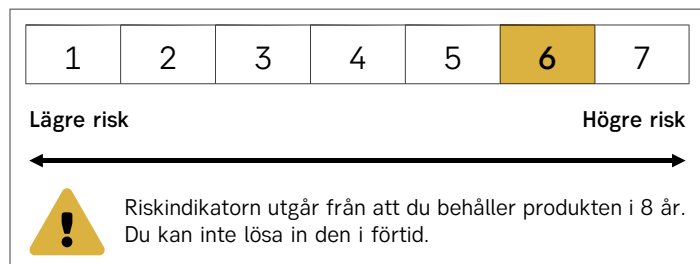 1 2 3 4 5 6 7
Lägre risk Högre risk
Riskindikatorn utgår från att du behåller produkten i 8 år.
Du kan inte lösa in den i förtid.